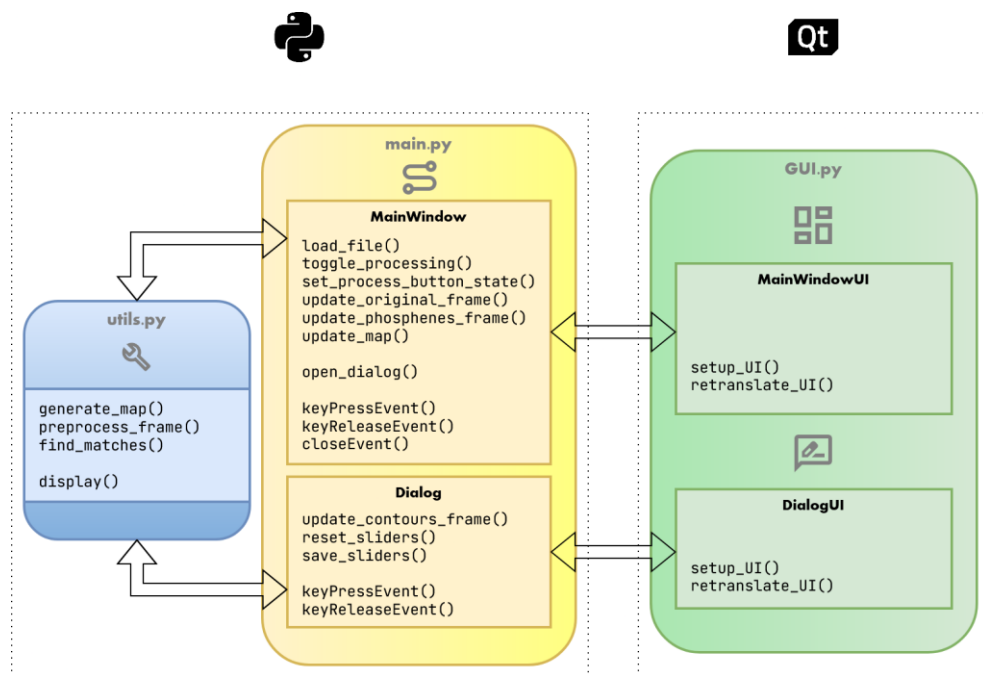 Qt
main.py
MainWindow
load_file()
toggle_processing()
set_process_button_state()
update_original_frame()
update_phosphenes_frame()
update_map()
open_dialog()
keyPressEvent()
keyReleaseEvent()
closeEvent()
Dialog
update_contours_frame()
reset_sliders()
save_sliders()
keyPressEvent()
keyReleaseEvent()
utils.py
generate_map()
preprocess_frame()
find_matches()
display()
GUI.py
MainWindowUI
setup_UI()
retranslate_UI()
DialogUI
setup_UI()
retranslate_UI()